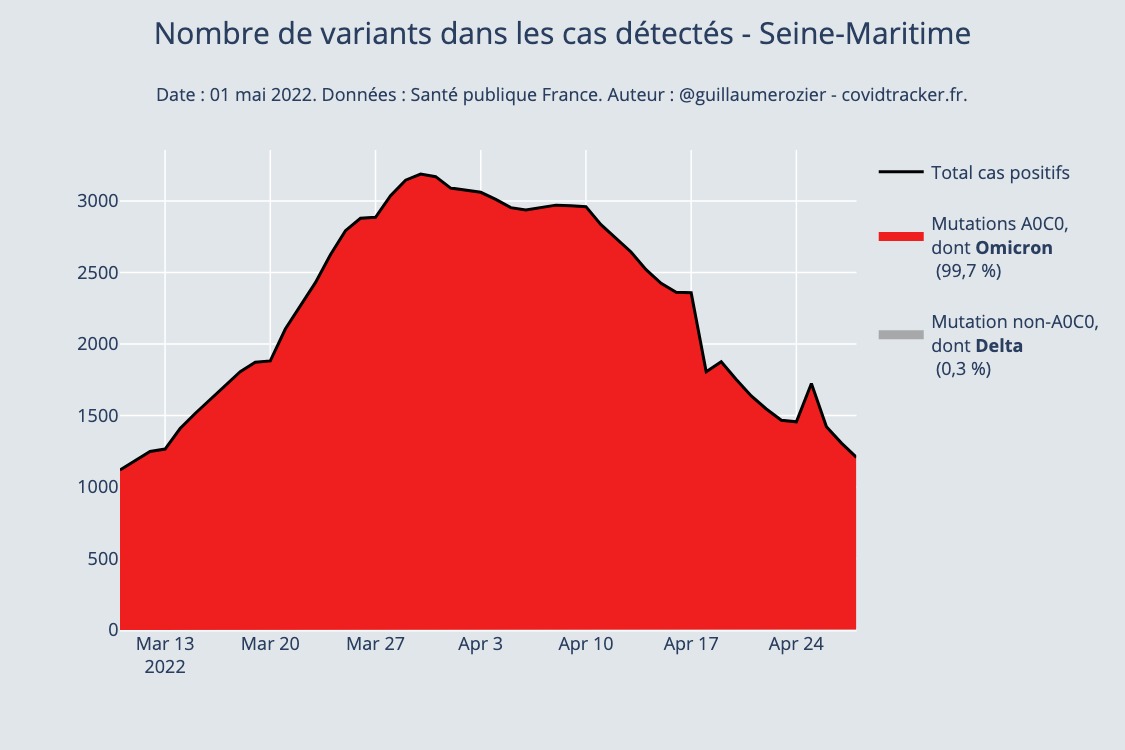 Nombre de variants dans les cas détectés - Seine-Maritime
Date : 01 mai 2022. Données : Santé publique France. Auteur : @guillaumerozier - covidtracker.fr.
Total cas positifs
Mutations A0C0,
dont Omicron
(99,7 %)
Mutation non-A0C0,
dont Delta
(0,3 %)
3000
2500
2000
1500
1000
500
0
Mar 13 Mar 20 Mar 27 Apr 3 Apr 10 Apr 17 Apr 24
2022